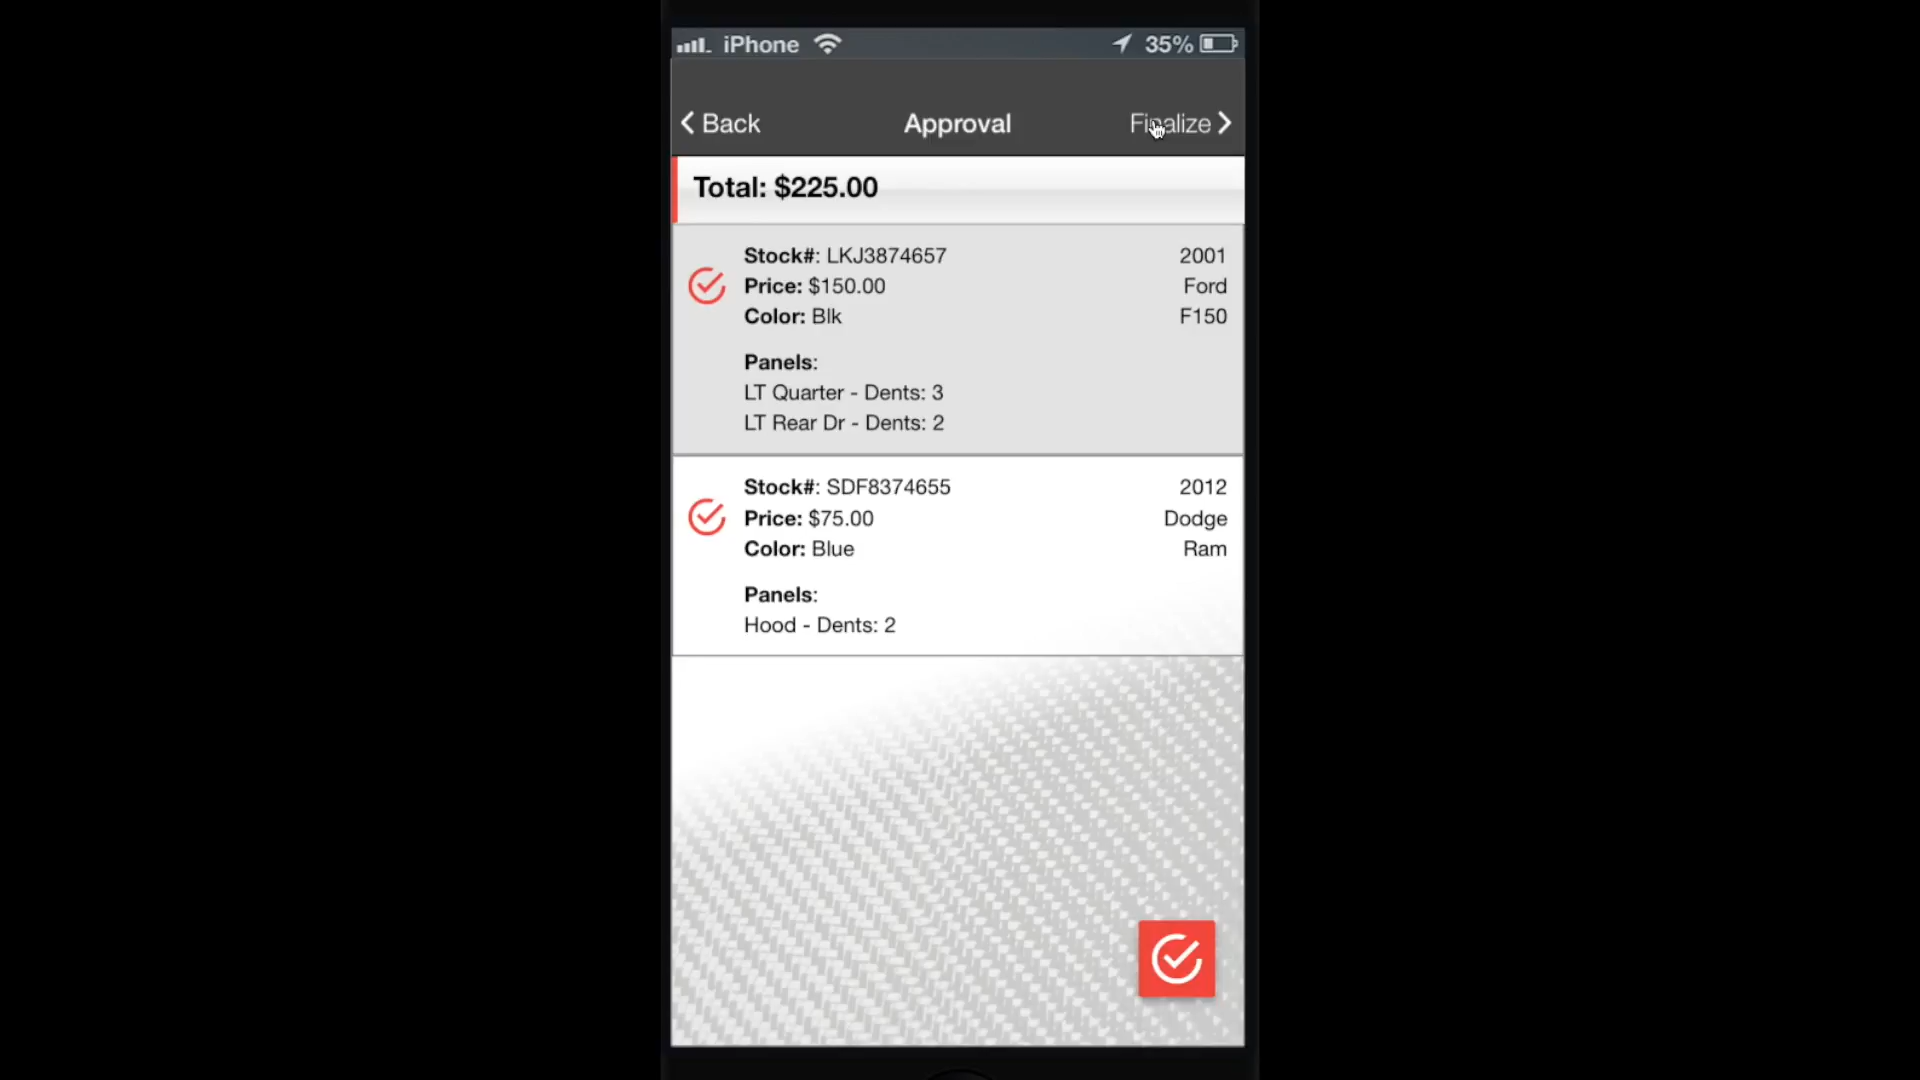 iPhone 35%
Back Approval Finalize
Total: $225.00
Stock#: LKJ3874657 2001
Price: $150.00 Ford
Color: Blk F150
Panels:
LT Quarter - Dents: 3
LT Rear Dr - Dents: 2
Stock#: SDF8374655 2012
Price: $75.00 Dodge
Color: Blue Ram
Panels:
Hood - Dents: 2